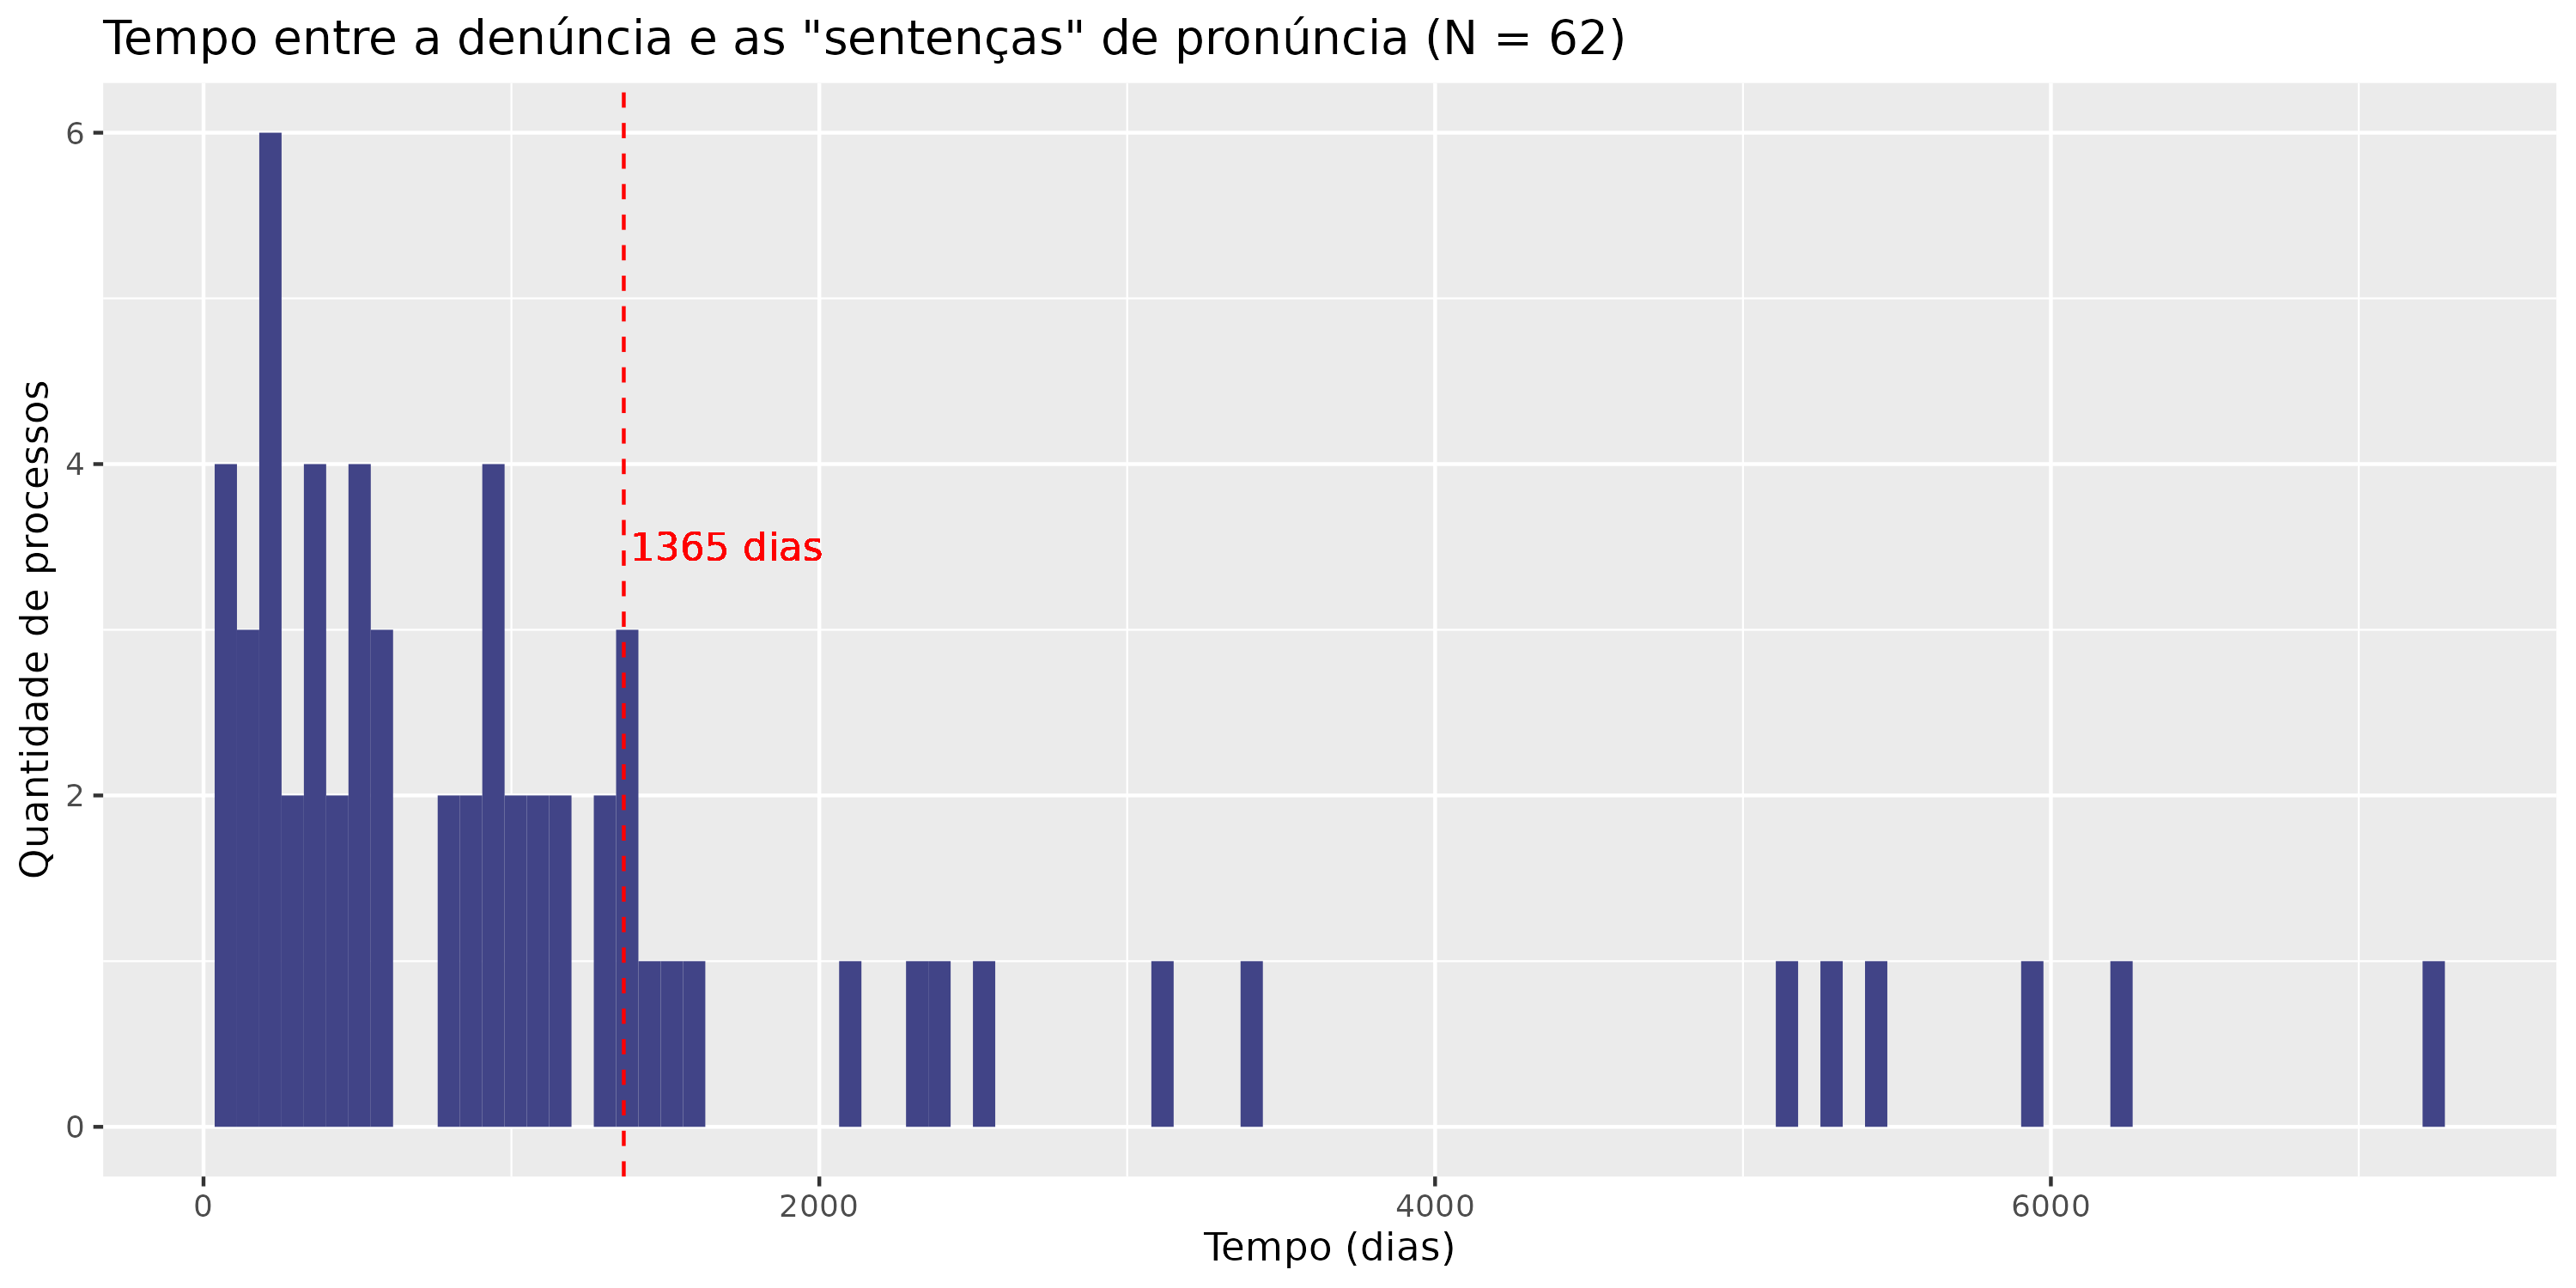 Tempo entre a denúncia e as "sentenças" de pronúncia (N = 62)
Quantidade de processos
6
4
2
0
1365 dias
0 2000 4000 6000
Tempo (dias)